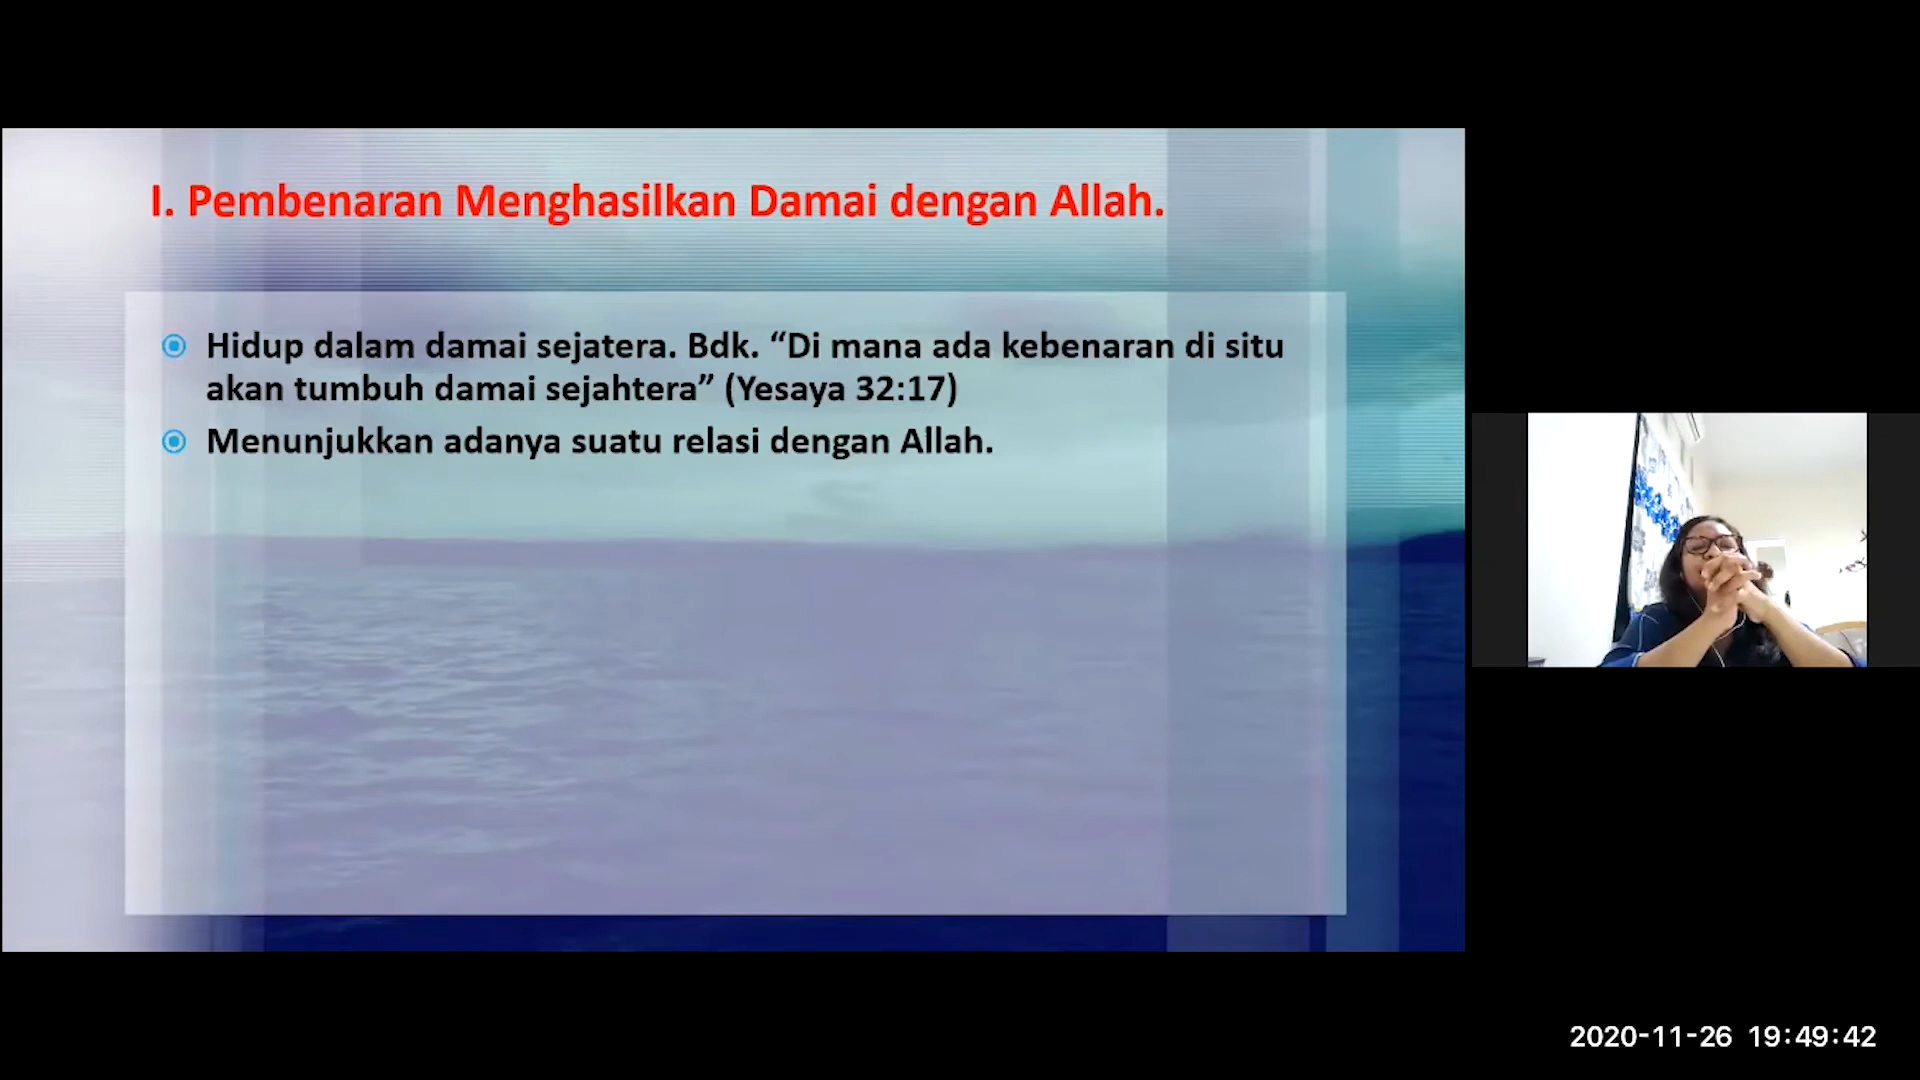 I. Pembenaran Menghasilkan Damai dengan Allah.
Hidup dalam damai sejatera. Bdk. “Di mana ada kebenaran di situ
akan tumbuh damai sejahtera” (Yesaya 32:17)
Menunjukkan adanya suatu relasi dengan Allah.
2020-11-26 19:49:42